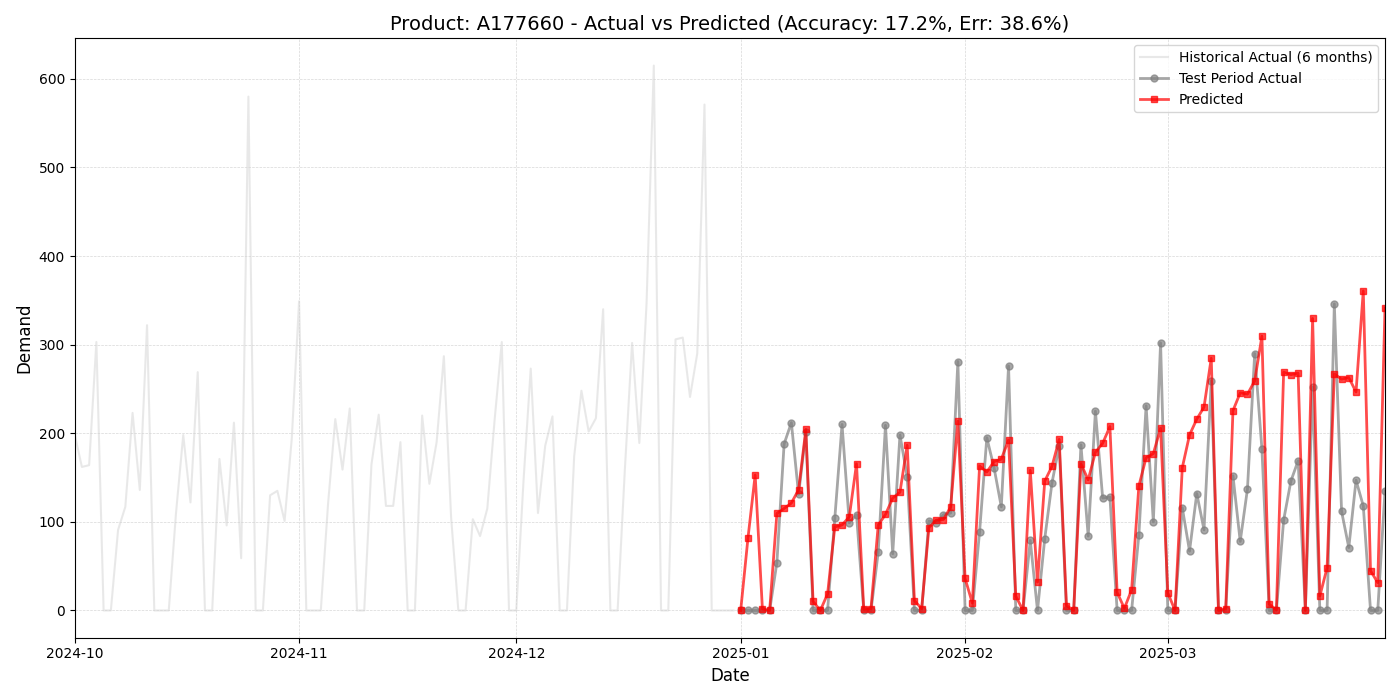 Product: A177660 - Actual vs Predicted (Accuracy: 17.2%, Err: 38.6%)
Historical Actual (6 months)
Test Period Actual
Predicted
Demand
600
500
400
300
200
100
0
2024-10
2024-11
2024-12
2025-01
2025-02
2025-03
Date